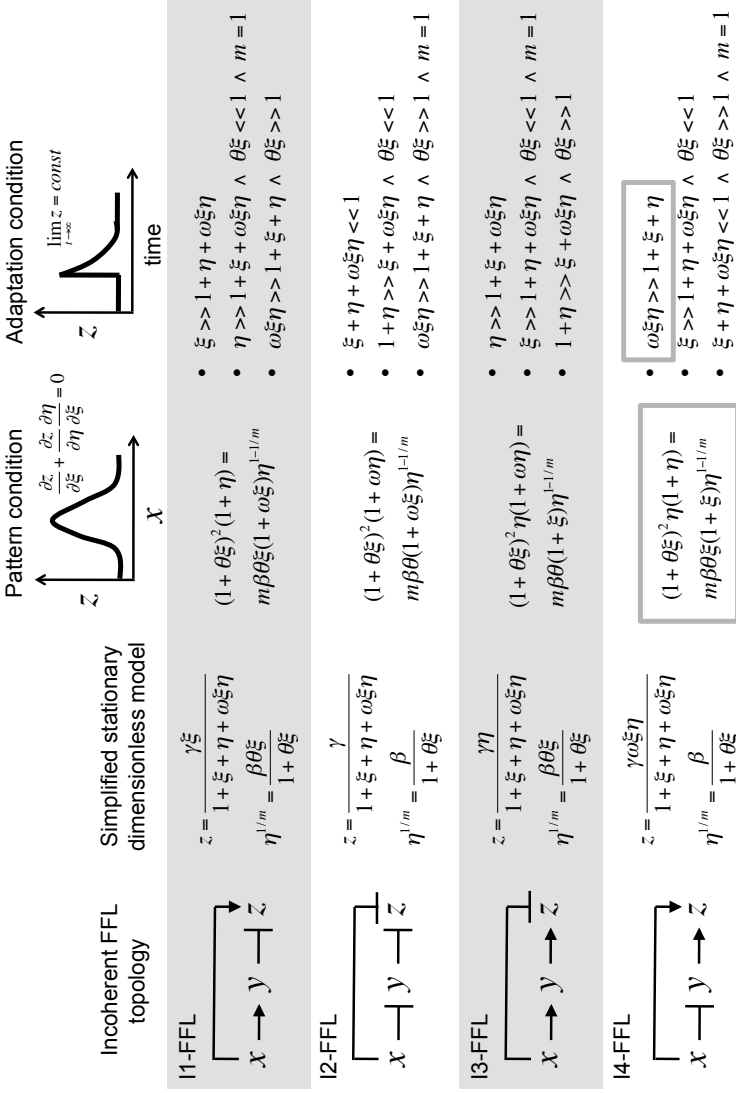 Incoherent FFL
topology
Simplified stationary
dimensionless model
Pattern condition
z
∂z/∂ξ + ∂z/∂η ∂η/∂ξ = 0
x
Adaptation condition
z
lim z = const
t→∞
time
I1-FFL
x y z
z = γξ / (1 + ξ + η + ωξη)
η^{1/m} = βθξ / (1 + θξ)
(1 + θξ)² (1 + η) =
mβθξ(1 + ωξ)η^{1−1/m}
• ξ >> 1 + η + ωξη
• η >> 1 + ξ + ωξη ∧ θξ << 1 ∧ m = 1
• ωξη >> 1 + ξ + η ∧ θξ >> 1
I2-FFL
x y z
z = γ / (1 + ξ + η + ωξη)
η^{1/m} = β / (1 + θξ)
(1 + θξ)² (1 + ωη) =
mβθ(1 + ωξ)η^{1−1/m}
• ξ + η + ωξη << 1
• 1 + η >> ξ + ωξη ∧ θξ << 1
• ωξη >> 1 + ξ + η ∧ θξ >> 1 ∧ m = 1
I3-FFL
x y z
z = γη / (1 + ξ + η + ωξη)
η^{1/m} = βθξ / (1 + θξ)
(1 + θξ)² η(1 + ωη) =
mβθ(1 + ξ)η^{1−1/m}
• η >> 1 + ξ + ωξη
• ξ >> 1 + η + ωξη ∧ θξ << 1 ∧ m = 1
• 1 + η >> ξ + ωξη ∧ θξ >> 1
I4-FFL
x y z
z = γωξη / (1 + ξ + η + ωξη)
η^{1/m} = β / (1 + θξ)
(1 + θξ)² η(1 + η) =
mβθξ(1 + ξ)η^{1−1/m}
• ωξη >> 1 + ξ + η
• ξ >> 1 + η + ωξη ∧ θξ << 1
• ξ + η + ωξη << 1 ∧ θξ >> 1 ∧ m = 1